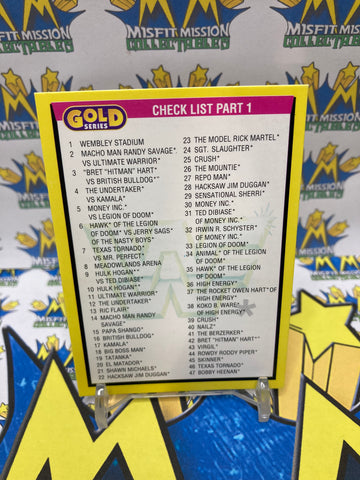 MISFIT MISSION
COLLECTIBLES
MISFIT MISSION
COLLECTIBLES
GOLD
SERIES
CHECK LIST PART 1
1 WEMBLEY STADIUM
2 MACHO MAN RANDY SAVAGE*
VS ULTIMATE WARRIOR*
3 *BRET "HITMAN" HART
VS BRITISH BULLDOG*
4 THE UNDERTAKER*
VS KAMALA*
5 MONEY INC.*
VS LEGION OF DOOM*
6 HAWK* OF THE LEGION
OF DOOM* VS JERRY SAGS*
OF THE NASTY BOYS*
7 TEXAS TORNADO*
VS MR. PERFECT*
8 MEADOWLANDS ARENA
9 HULK HOGAN*
VS TED DIBIASE*
10 HULK HOGAN*
11 ULTIMATE WARRIOR*
12 THE UNDERTAKER*
13 RIC FLAIR*
14 MACHO MAN RANDY
SAVAGE*
15 PAPA SHANGO*
16 BRITISH BULLDOG*
17 KAMALA*
18 BIG BOSS MAN*
19 TATANKA*
20 EL MATADOR*
21 SHAWN MICHAELS*
22 HACKSAW JIM DUGGAN*
23 THE MODEL RICK MARTEL*
24 SGT. SLAUGHTER*
25 CRUSH*
26 THE MOUNTIE*
27 REPO MAN*
28 HACKSAW JIM DUGGAN*
29 SENSATIONAL SHERRI*
30 MONEY INC.*
31 TED DIBIASE*
OF MONEY INC.*
32 IRWIN R. SCHYSTER*
OF MONEY INC.*
33 LEGION OF DOOM*
34 ANIMAL* OF THE LEGION
OF DOOM*
35 HAWK* OF THE LEGION
OF DOOM*
36 HIGH ENERGY*
37 THE ROCKET OWEN HART* OF
HIGH ENERGY*
38 KOKO B. WARE*
OF HIGH ENERGY*
39 CRUSH*
40 NAILZ*
41 THE BERZERKER*
42 BRET "HITMAN" HART*
43 VIRGIL*
44 ROWDY RODDY PIPER*
45 SKINNER*
46 TEXAS TORNADO*
47 BOBBY HEENAN*